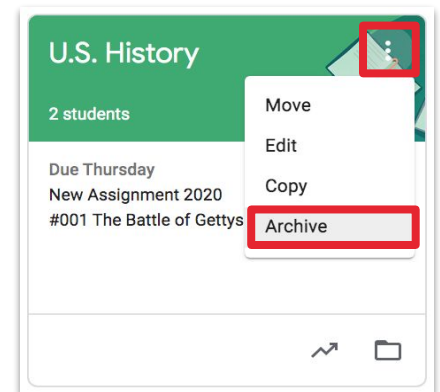 U.S. History
2 students
Move
Edit
Copy
Archive
Due Thursday
New Assignment 2020
#001 The Battle of Gettys